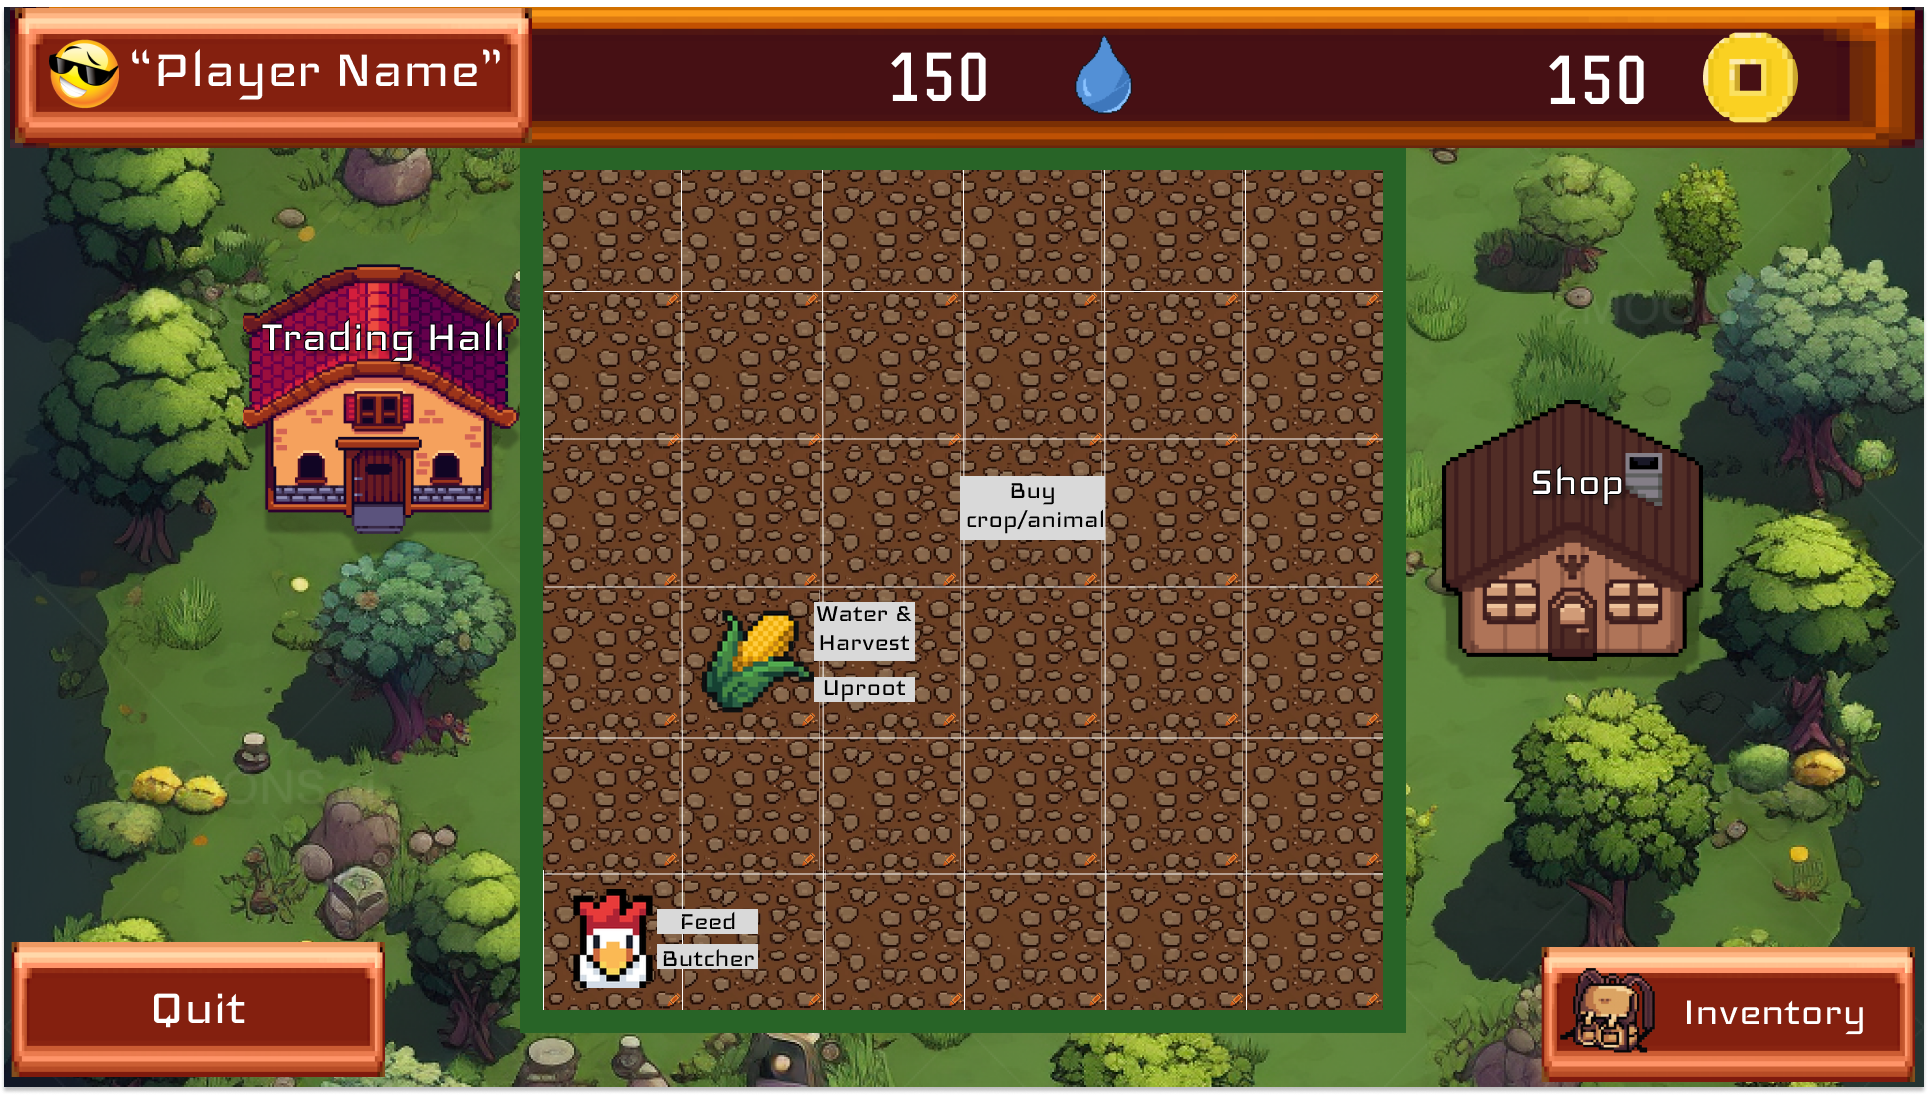 “Player Name”
150
150
Trading Hall
Shop
Buy
crop/animal
Water &
Harvest
Uproot
Feed
Butcher
Quit
Inventory